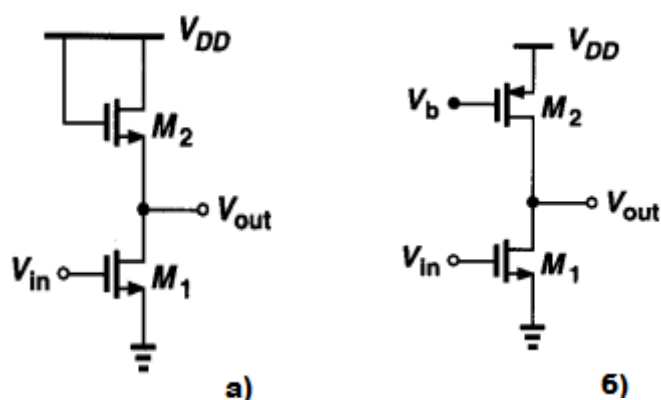 V_DD
M_2
V_out
V_in
M_1
а)
V_DD
V_b
M_2
V_out
V_in
M_1
б)